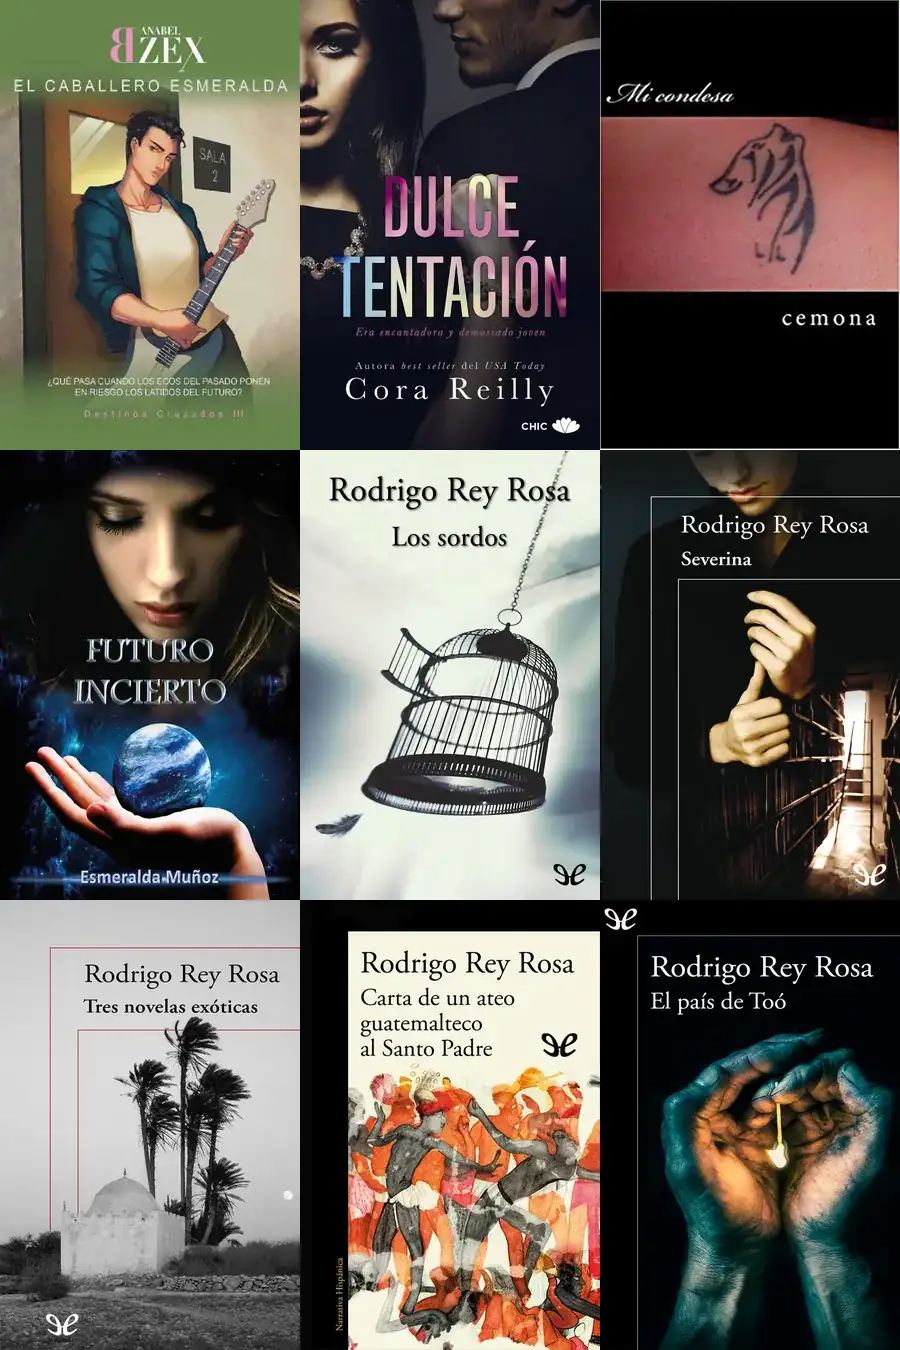 ANABEL
BZEX
EL CABALLERO ESMERALDA
SALA
2
¿QUÉ PASA CUANDO LOS ECOS DEL PASADO PONEN
EN RIESGO LOS LATIDOS DEL FUTURO?
Destinos Cruzados III
DULCE
TENTACIÓN
Era encantadora y demasiado joven
Autora best seller del USA Today
Cora Reilly
CHIC
Mi condesa
cemona
FUTURO
INCIERTO
Esmeralda Muñoz
Rodrigo Rey Rosa
Los sordos
Rodrigo Rey Rosa
Severina
Rodrigo Rey Rosa
Tres novelas exóticas
Rodrigo Rey Rosa
Carta de un ateo
guatemalteco
al Santo Padre
Narrativa Hispánica
Rodrigo Rey Rosa
El país de Toó